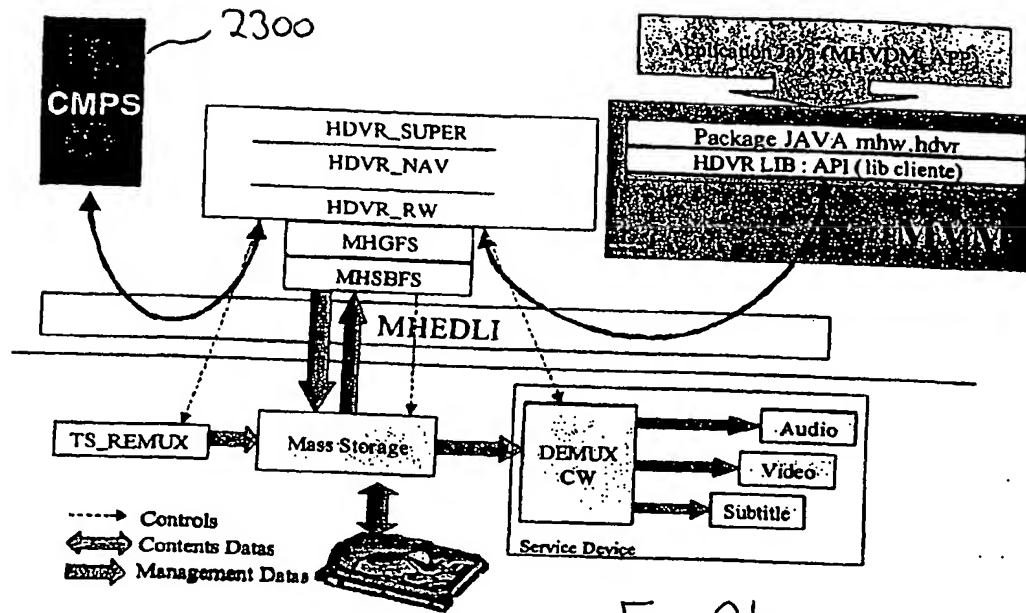 2300
CMPS
Application Java (MHVDM_APP)
Package JAVA mhw.hdvr
HDVR LIB : API (lib cliente)
MVM
HDVR_SUPER
HDVR_NAV
HDVR_RW
MHGFS
MHSBFS
MHEDLI
TS_REMUX
Mass Storage
DEMUX
CW
Audio
Video
Subtitle
Service Device
Controls
Contents Datas
Management Datas